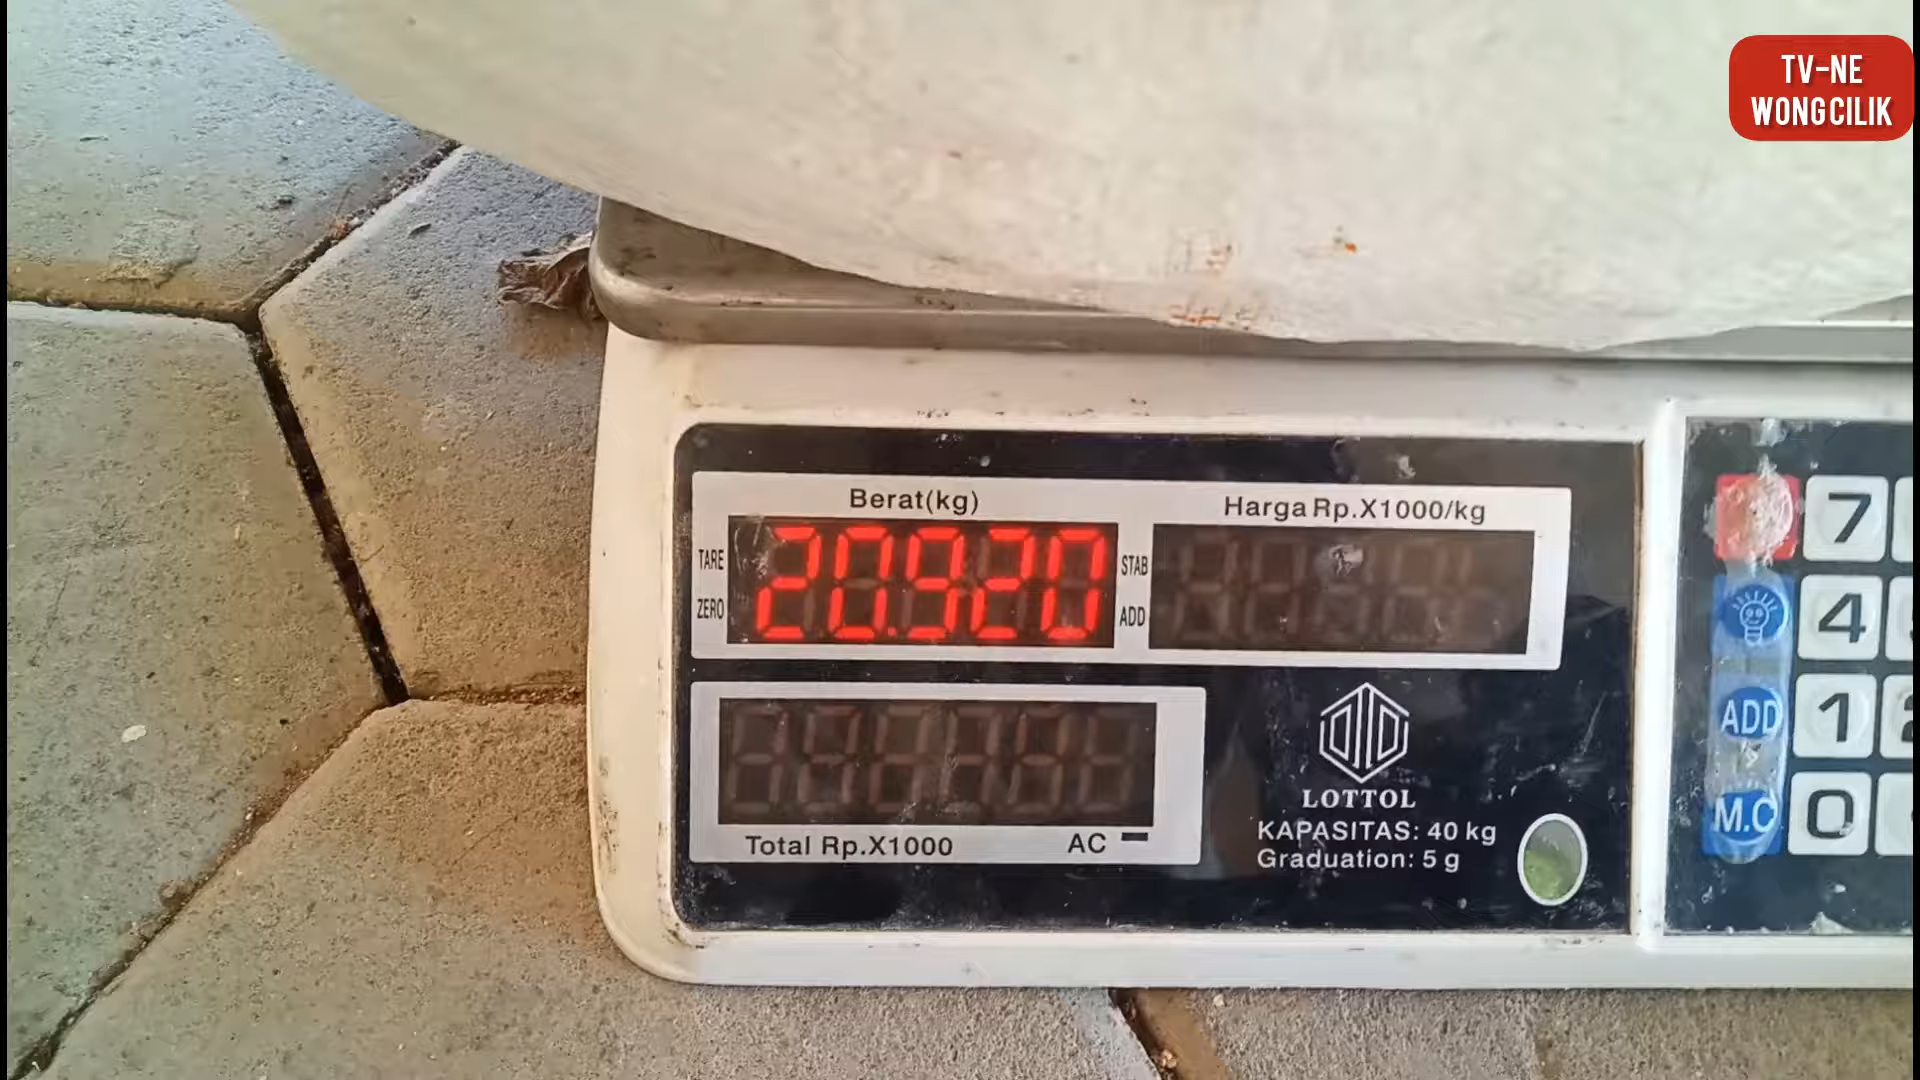 TV-NE
WONG CILIK
Berat(kg)
Harga Rp.X1000/kg
TARE
ZERO
20.920
STAB
ADD
7
4
ADD
1
M.C
0
Total Rp.X1000
AC
LOTTOL
KAPASITAS: 40 kg
Graduation: 5 g